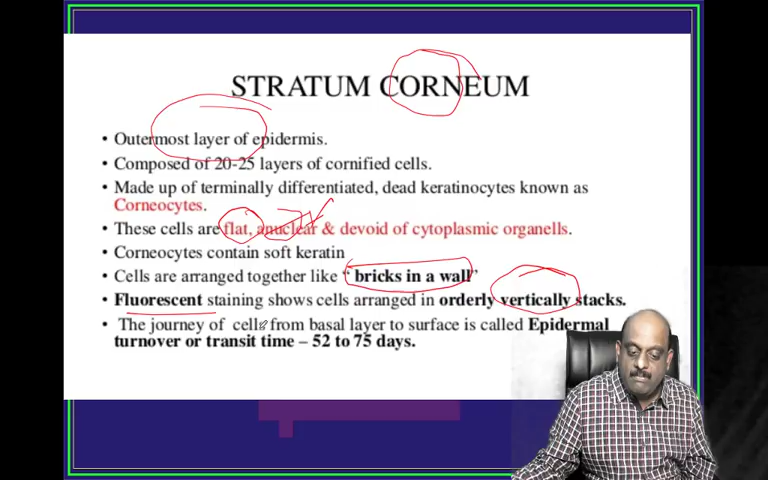 STRATUM CORNEUM
• Outermost layer of epidermis.
• Composed of 20-25 layers of cornified cells.
• Made up of terminally differentiated, dead keratinocytes known as
Corneocytes.
• These cells are flat, anuclear & devoid of cytoplasmic organells.
• Corneocytes contain soft keratin
• Cells are arranged together like “ bricks in a wall”
• Fluorescent staining shows cells arranged in orderly vertically stacks.
• The journey of cells from basal layer to surface is called Epidermal
turnover or transit time – 52 to 75 days.